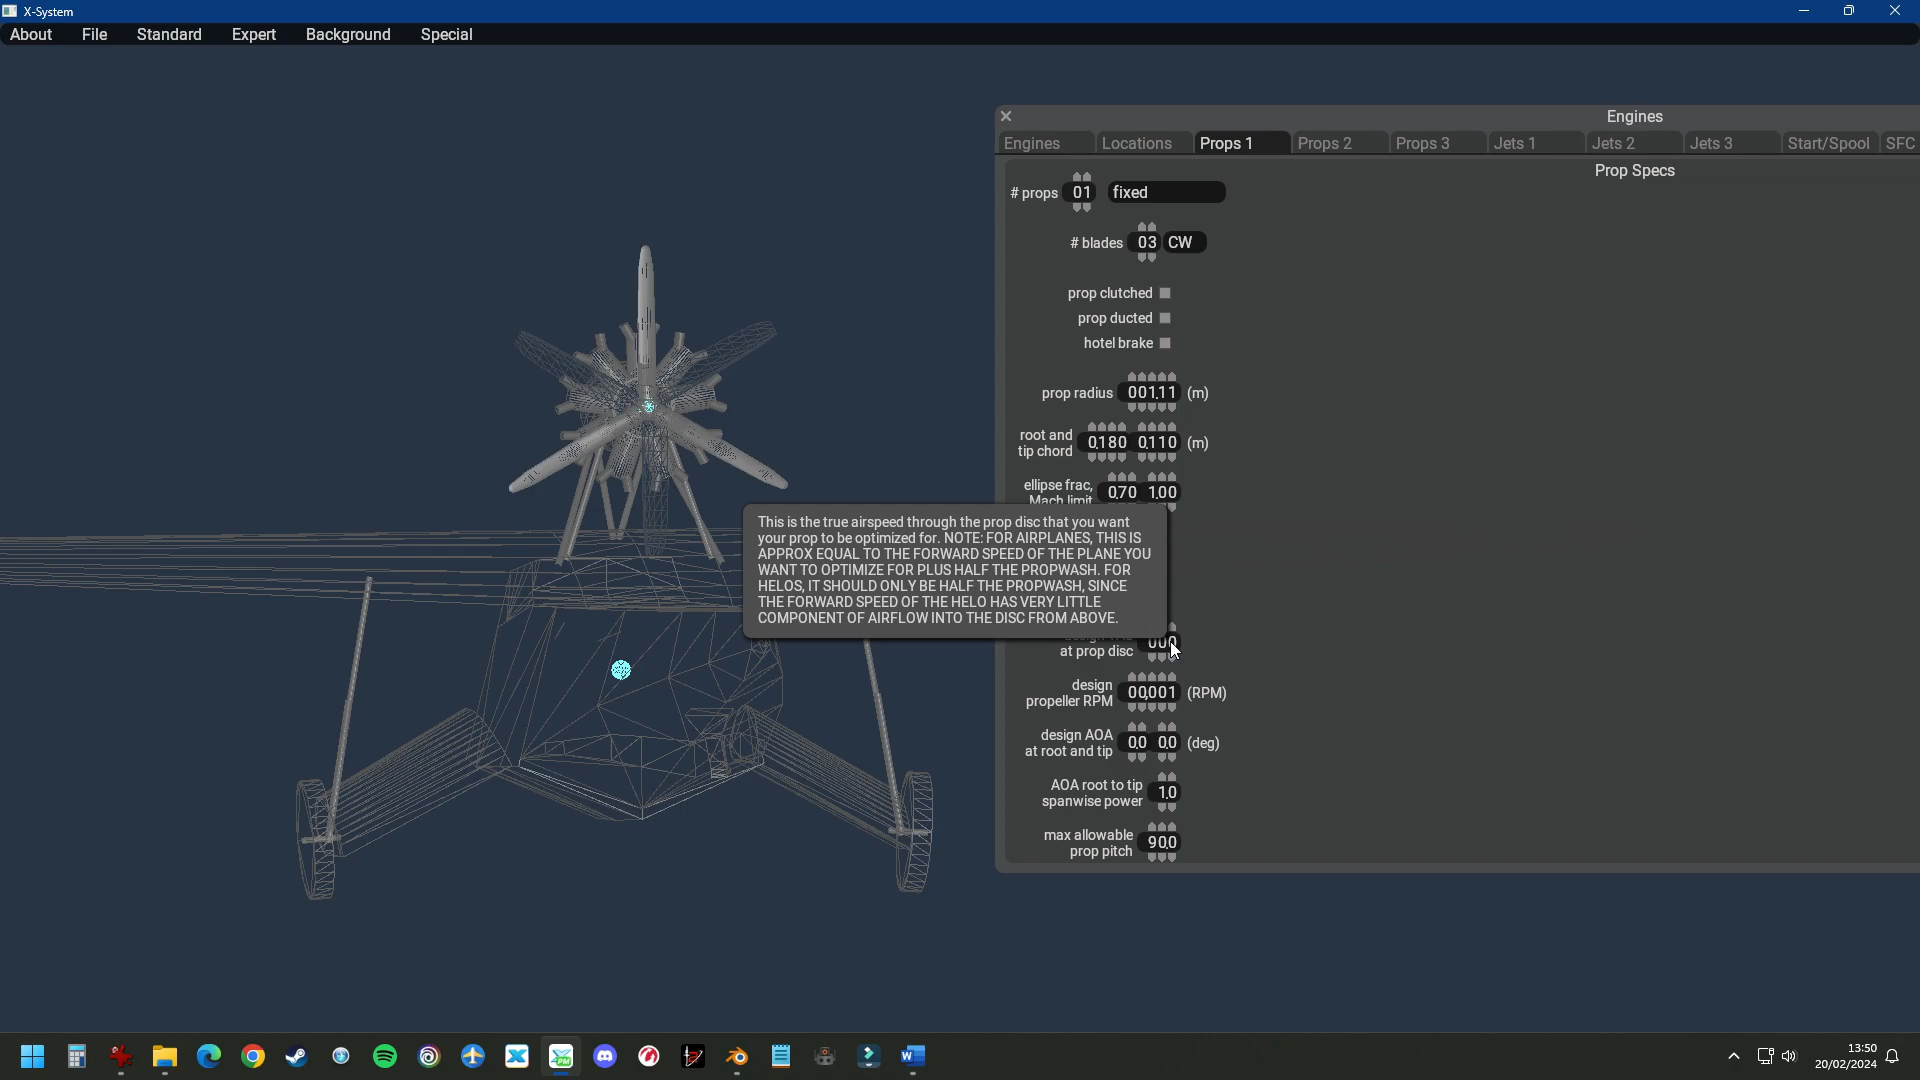 X-System
About File Standard Expert Background Special
Engines
Engines Locations Props 1 Props 2 Props 3 Jets 1 Jets 2 Jets 3 Start/Spool SFC
Prop Specs
# props 01 fixed
# blades 03 CW
prop clutched
prop ducted
hotel brake
prop radius 001.11 (m)
root and
tip chord 0.180 0.110 (m)
ellipse frac,
Mach limit 0.70 1.00
This is the true airspeed through the prop disc that you want
your prop to be optimized for. NOTE: FOR AIRPLANES, THIS IS
APPROX EQUAL TO THE FORWARD SPEED OF THE PLANE YOU
WANT TO OPTIMIZE FOR PLUS HALF THE PROPWASH. FOR
HELOS, IT SHOULD ONLY BE HALF THE PROPWASH, SINCE
THE FORWARD SPEED OF THE HELO HAS VERY LITTLE
COMPONENT OF AIRFLOW INTO THE DISC FROM ABOVE.
at prop disc 000
design
propeller RPM 00,001 (RPM)
design AOA
at root and tip 0.0 0.0 (deg)
AOA root to tip
spanwise power 1.0
max allowable
prop pitch 90.0
13:50
20/02/2024